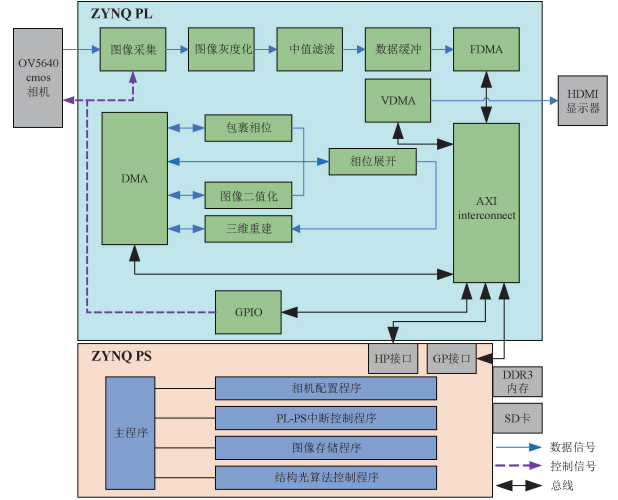 ZYNQ PL
OV5640
cmos
相机
图像采集
图像灰度化
中值滤波
数据缓冲
FDMA
VDMA
HDMI
显示器
DMA
包裹相位
相位展开
图像二值化
三维重建
AXI
interconnect
GPIO
ZYNQ PS
HP接口
GP接口
DDR3
内存
SD卡
主程序
相机配置程序
PL-PS中断控制程序
图像存储程序
结构光算法控制程序
数据信号
控制信号
总线